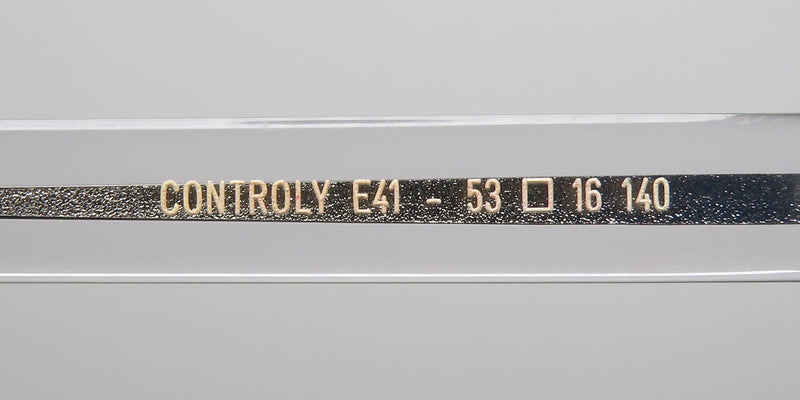 CONTROLY E41 - 53 □ 16 140